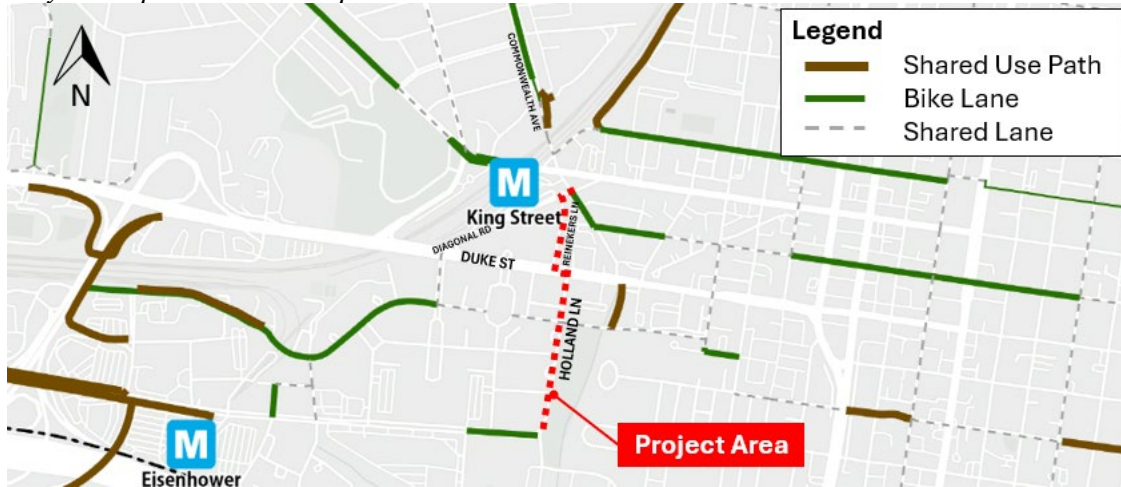 N
COMMONWEALTH AVE
M
King Street
DIAGONAL RD
DUKE ST
REINEKERS LN
HOLLAND LN
M
Eisenhower
Project Area
Legend
Shared Use Path
Bike Lane
Shared Lane